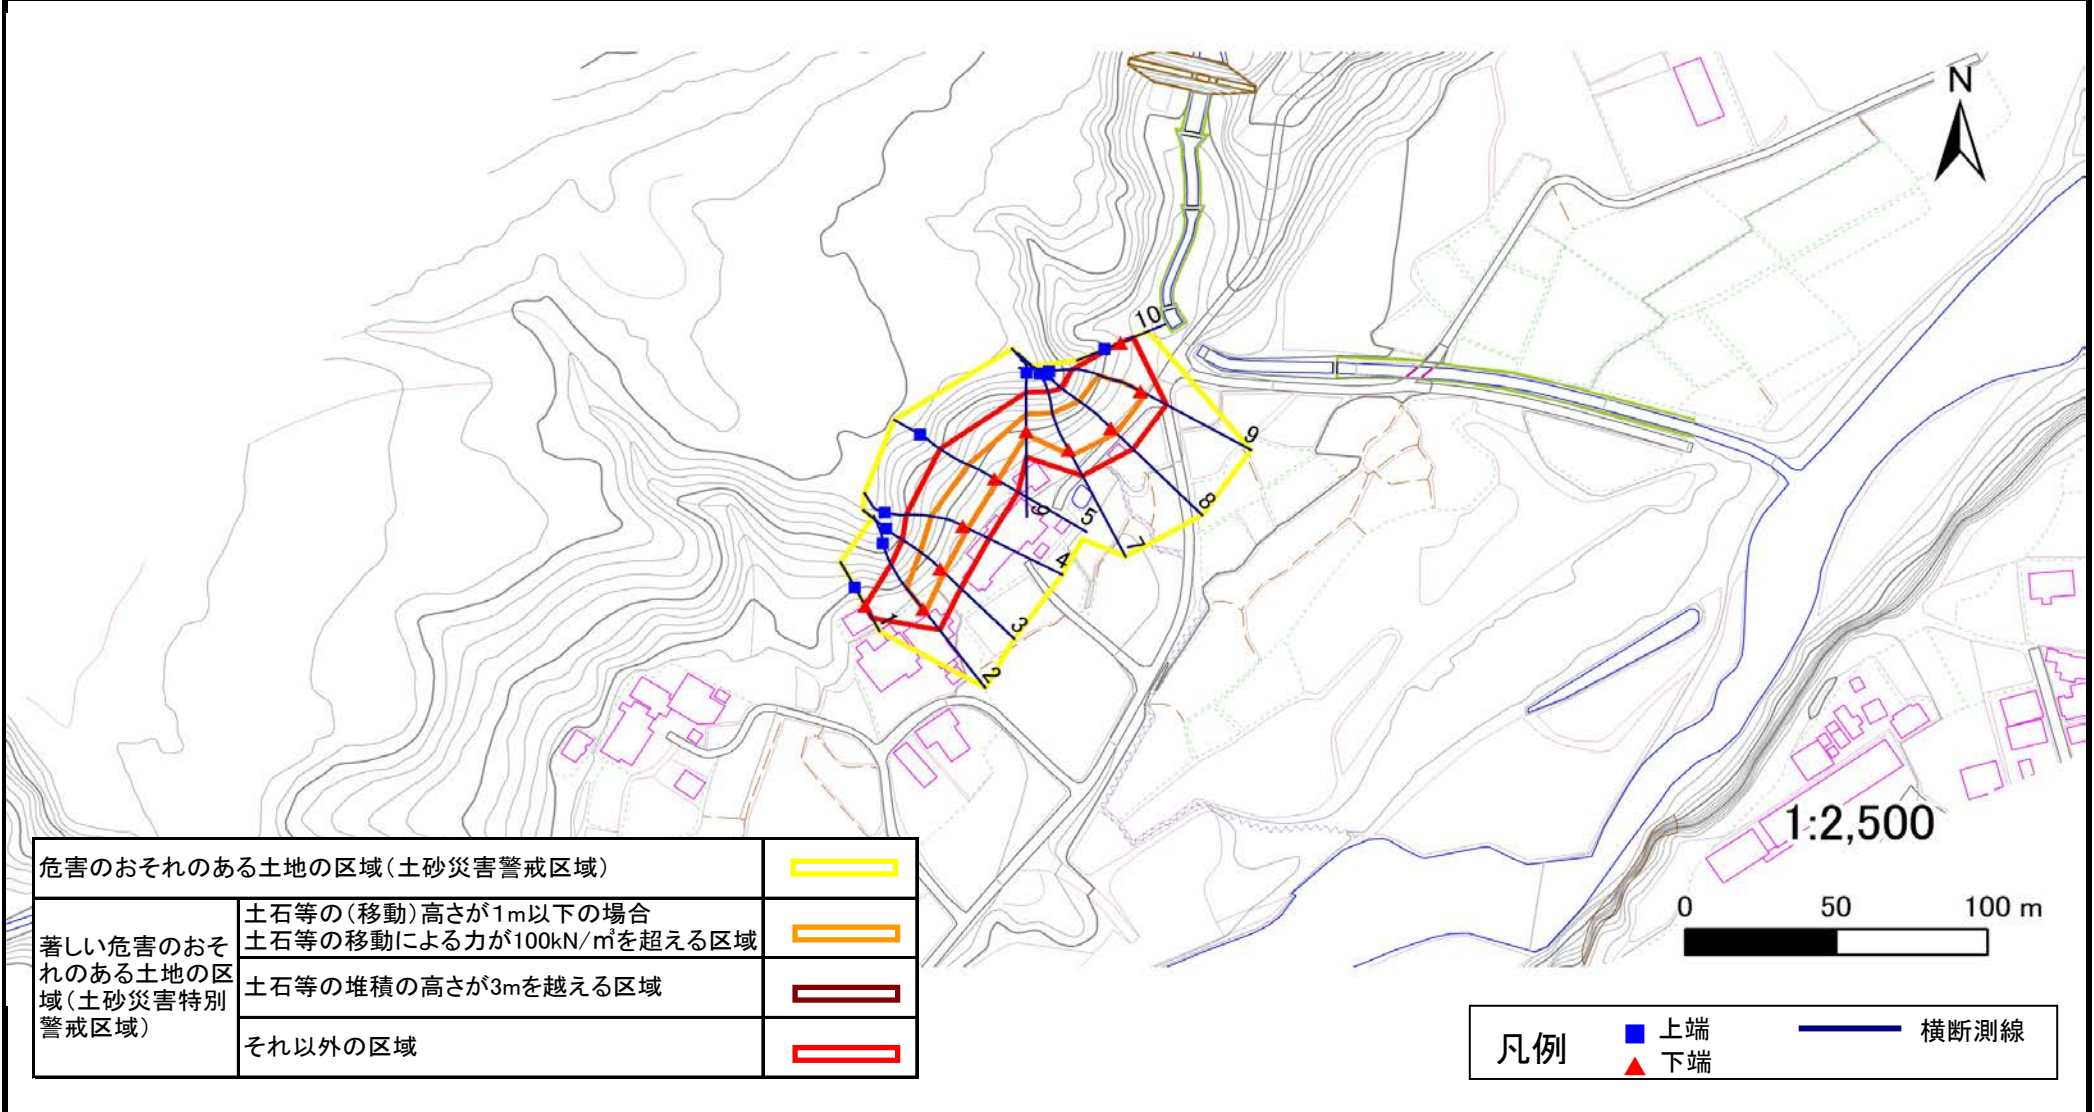 N
10
9
8
7
6
5
4
3
2
1
1:2,500
0 50 100 m
危害のおそれのある土地の区域(土砂災害警戒区域)
著しい危害のおそ
れのある土地の区
域(土砂災害特別
警戒区域)
土石等の(移動)高さが1m以下の場合
土石等の移動による力が100kN/㎡を超える区域
土石等の堆積の高さが3mを越える区域
それ以外の区域
凡例
上端
下端
横断測線